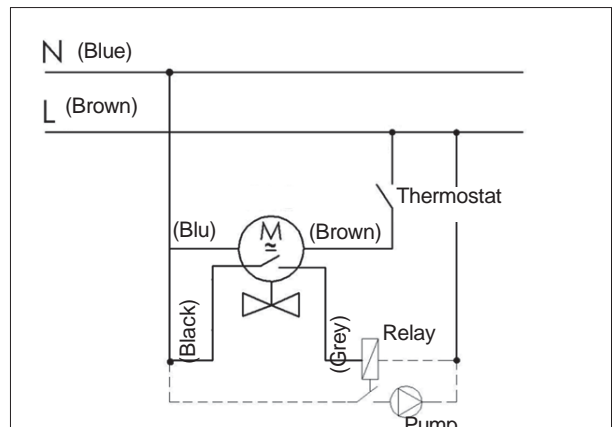 N (Blue)
L (Brown)
Thermostat
(Blu)
M
(Brown)
(Black)
(Grey)
Relay
Pump